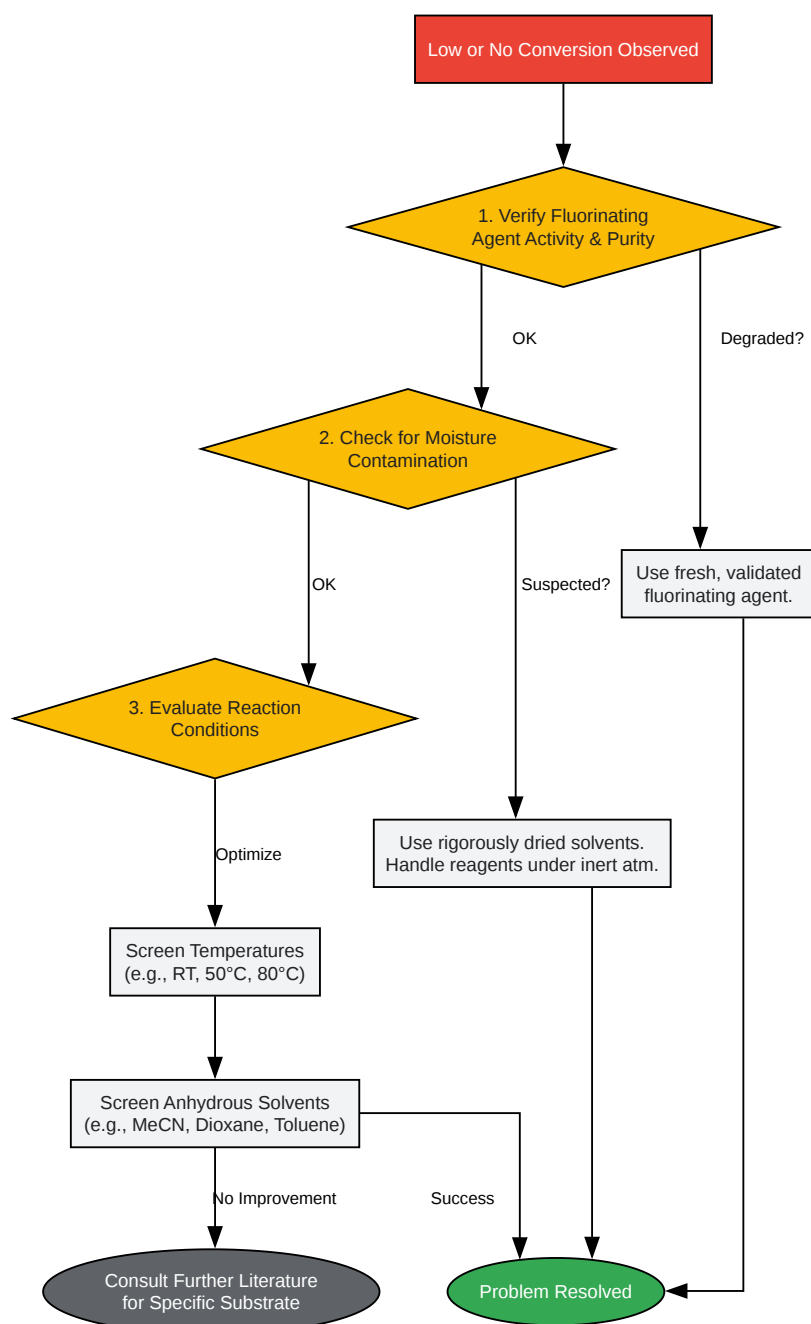 Low or No Conversion Observed
1. Verify Fluorinating
Agent Activity & Purity
OK
Degraded?
2. Check for Moisture
Contamination
Use fresh, validated
fluorinating agent.
OK
Suspected?
3. Evaluate Reaction
Conditions
Optimize
Use rigorously dried solvents.
Handle reagents under inert atm.
Screen Temperatures
(e.g., RT, 50°C, 80°C)
Screen Anhydrous Solvents
(e.g., MeCN, Dioxane, Toluene)
No Improvement
Success
Consult Further Literature
for Specific Substrate
Problem Resolved